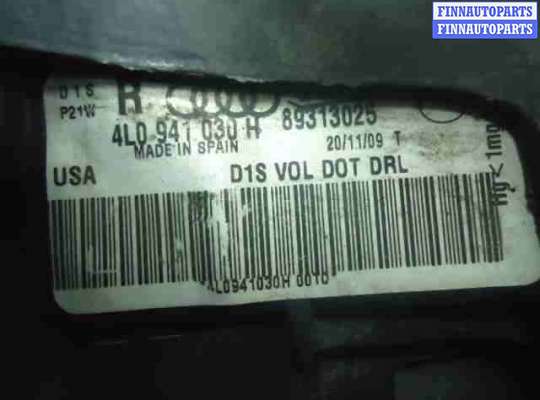 FINNAUTOPARTS
FINNAUTOPARTS
D1S
P21W
R
4L0 941 030 H 89313025
MADE IN SPAIN 20/11/09 T
USA D1S VOL DOT DRL
4L0941030H 0010
Hg<1mg